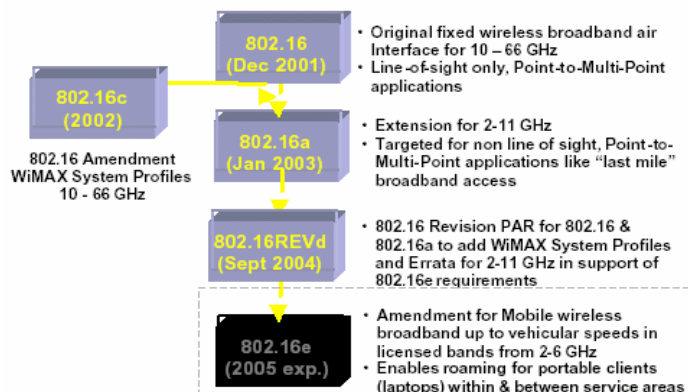 802.16
(Dec 2001)
• Original fixed wireless broadband air
Interface for 10 – 66 GHz
• Line-of-sight only, Point-to-Multi-Point
applications
802.16c
(2002)
802.16 Amendment
WiMAX System Profiles
10 - 66 GHz
802.16a
(Jan 2003)
• Extension for 2-11 GHz
• Targeted for non line of sight, Point-to-
Multi-Point applications like “last mile”
broadband access
802.16REVd
(Sept 2004)
• 802.16 Revision PAR for 802.16 &
802.16a to add WiMAX System Profiles
and Errata for 2-11 GHz in support of
802.16e requirements
802.16e
(2005 exp.)
• Amendment for Mobile wireless
broadband up to vehicular speeds in
licensed bands from 2-6 GHz
• Enables roaming for portable clients
(laptops) within & between service areas